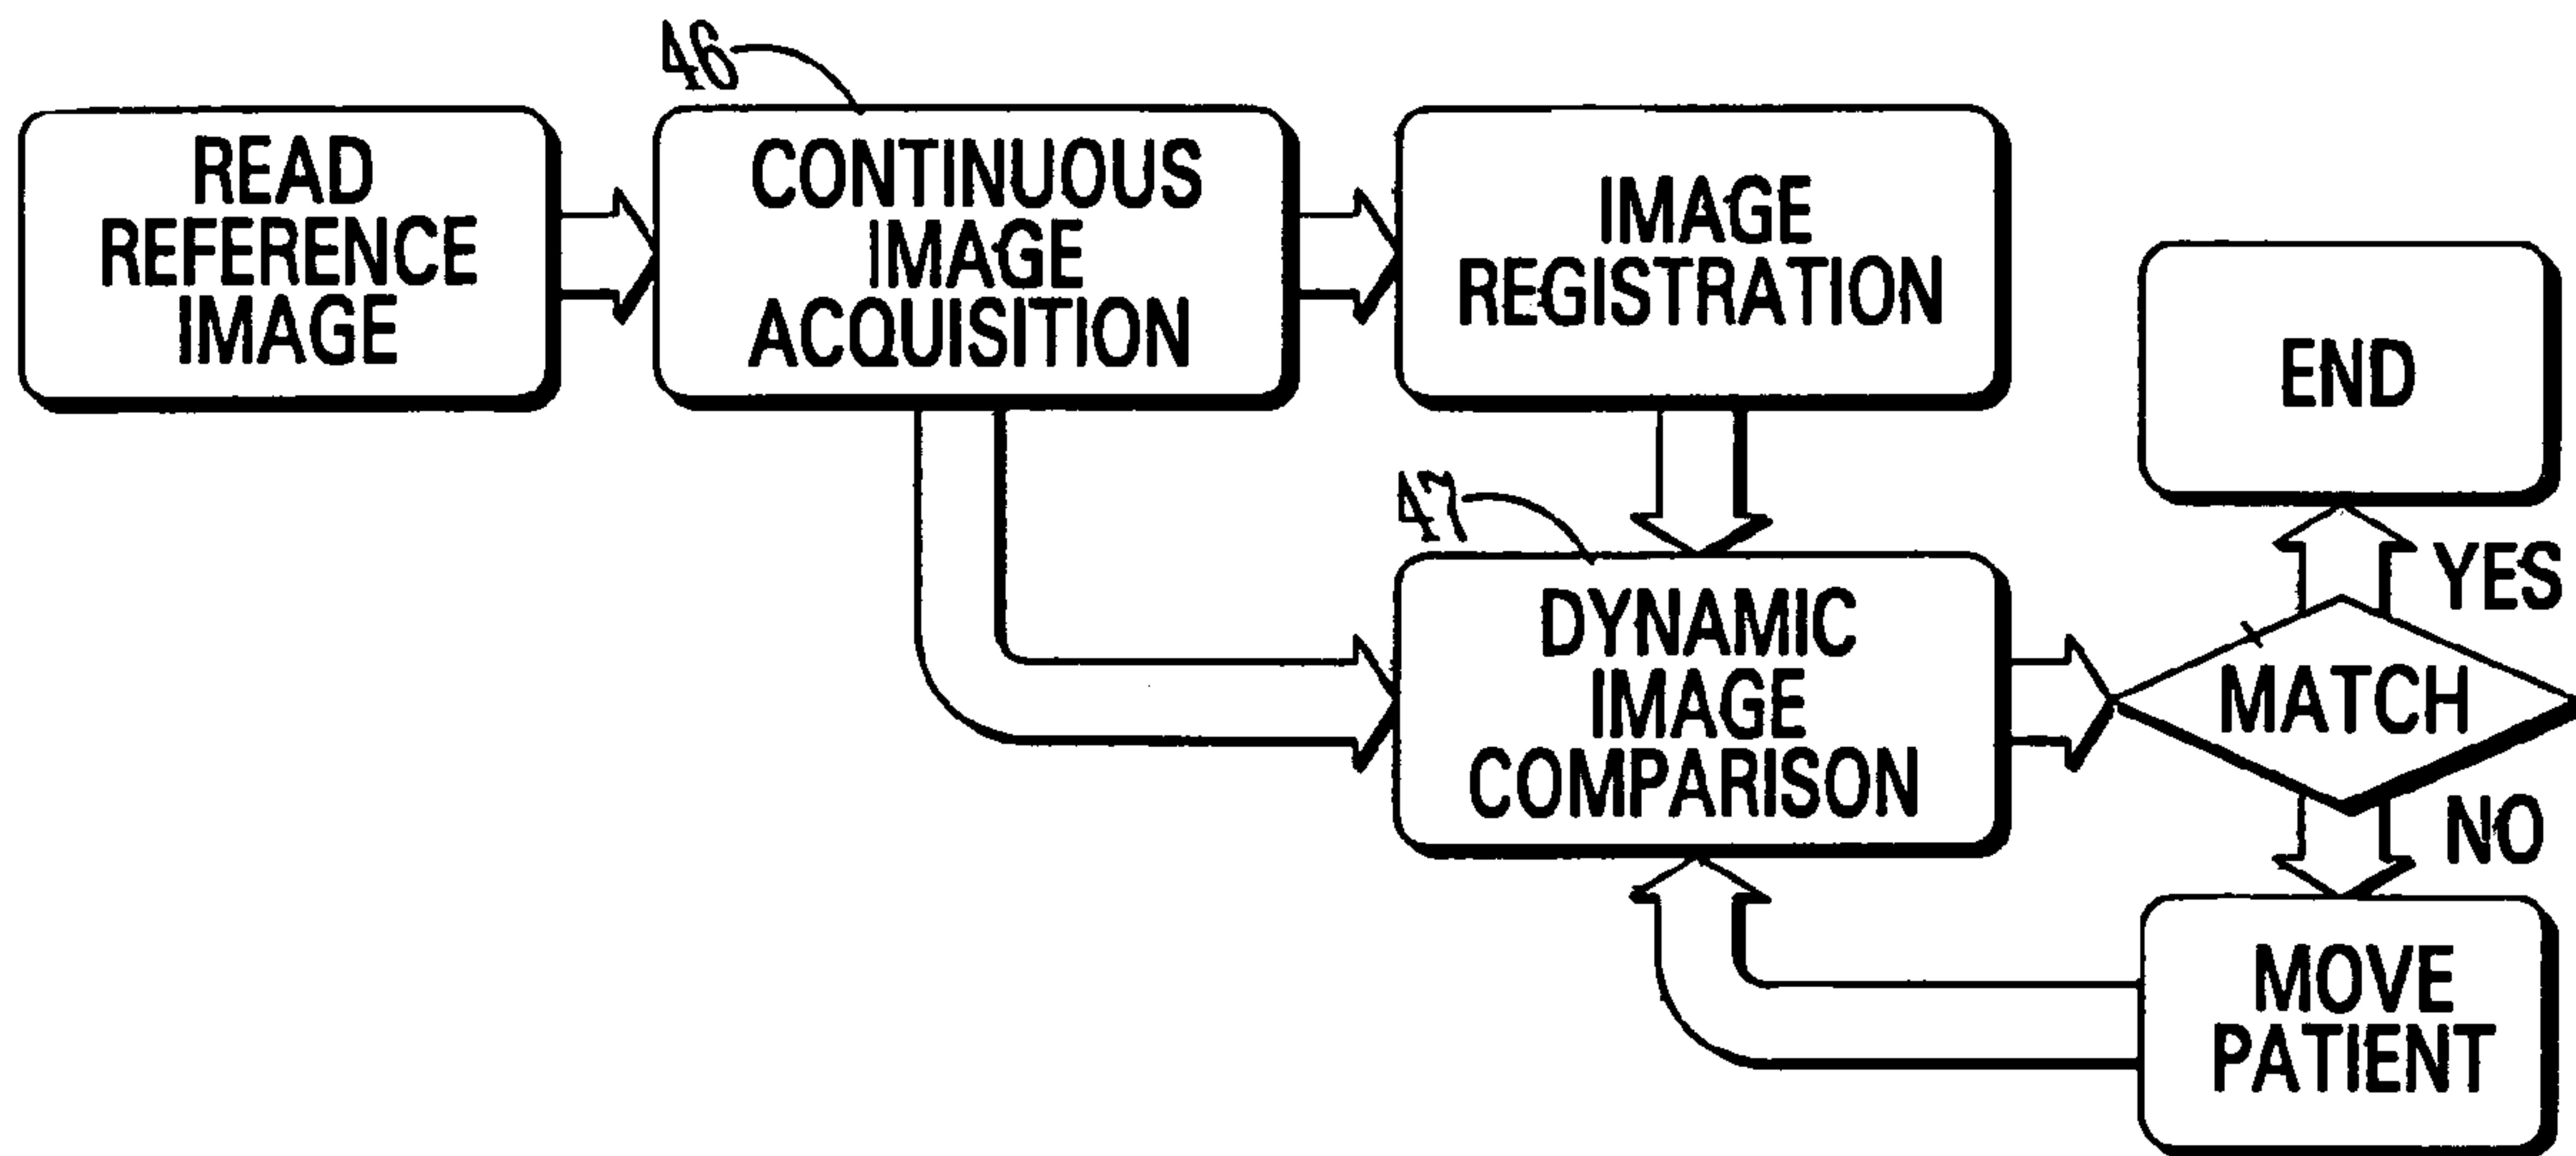 46
READ
REFERENCE
IMAGE
CONTINUOUS
IMAGE
ACQUISITION
IMAGE
REGISTRATION
END
47
YES
DYNAMIC
IMAGE
COMPARISON
MATCH
NO
MOVE
PATIENT